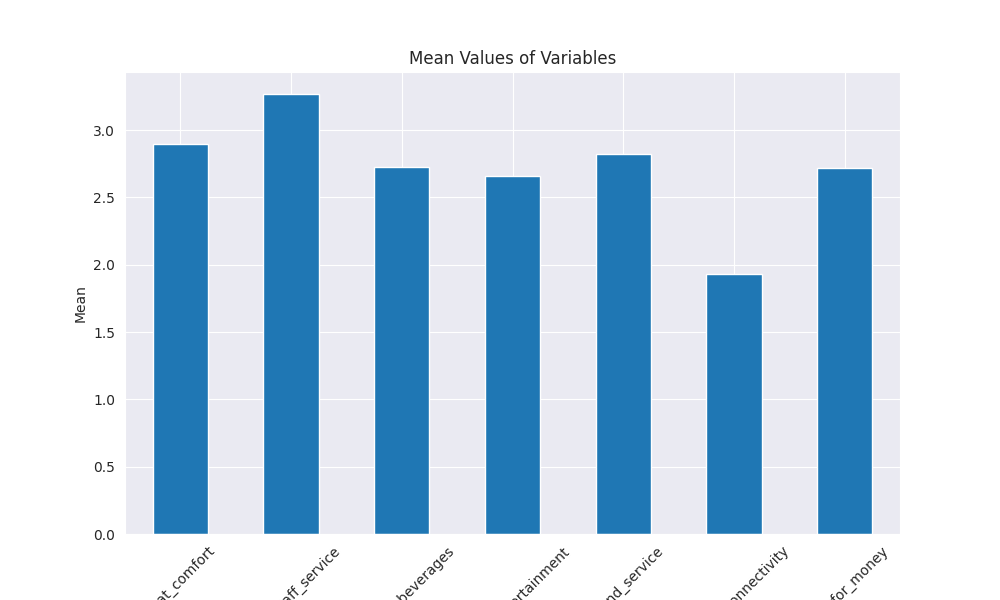 Mean Values of Variables
Mean
3.0
2.5
2.0
1.5
1.0
0.5
0.0
at_comfort
aff_service
beverages
ertainment
nd_service
onnectivity
for_money